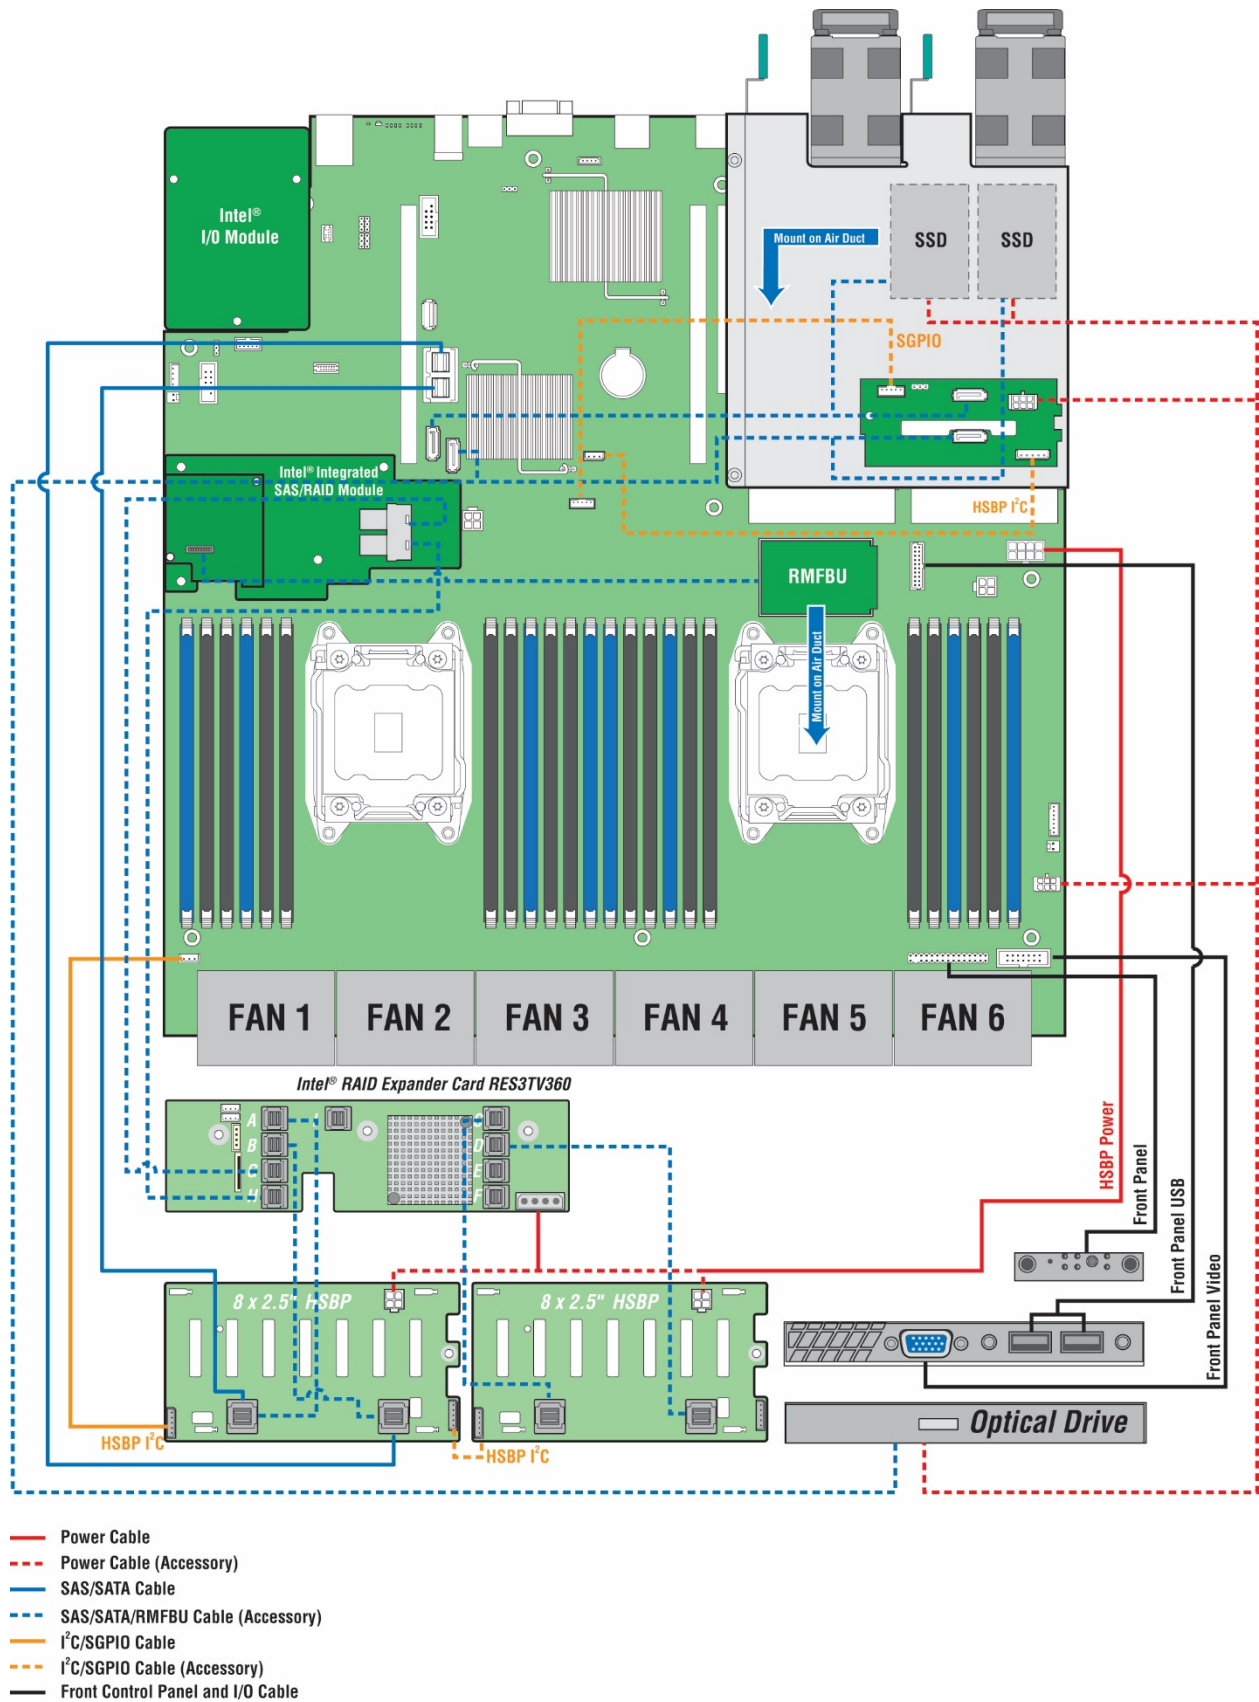 Intel®
I/O Module
Mount on Air Duct
SSD
SSD
SGPIO
Intel® Integrated
SAS/RAID Module
HSBP I²C
RMFBU
Mount on Air Duct
FAN 1
FAN 2
FAN 3
FAN 4
FAN 5
FAN 6
Intel® RAID Expander Card RES3TV360
A
B
C
H
I
G
D
E
F
HSBP Power
Front Panel
Front Panel USB
Front Panel Video
8 x 2.5" HSBP
8 x 2.5" HSBP
HSBP I²C
HSBP I²C
Optical Drive
Power Cable
Power Cable (Accessory)
SAS/SATA Cable
SAS/SATA/RMFBU Cable (Accessory)
I²C/SGPIO Cable
I²C/SGPIO Cable (Accessory)
Front Control Panel and I/O Cable